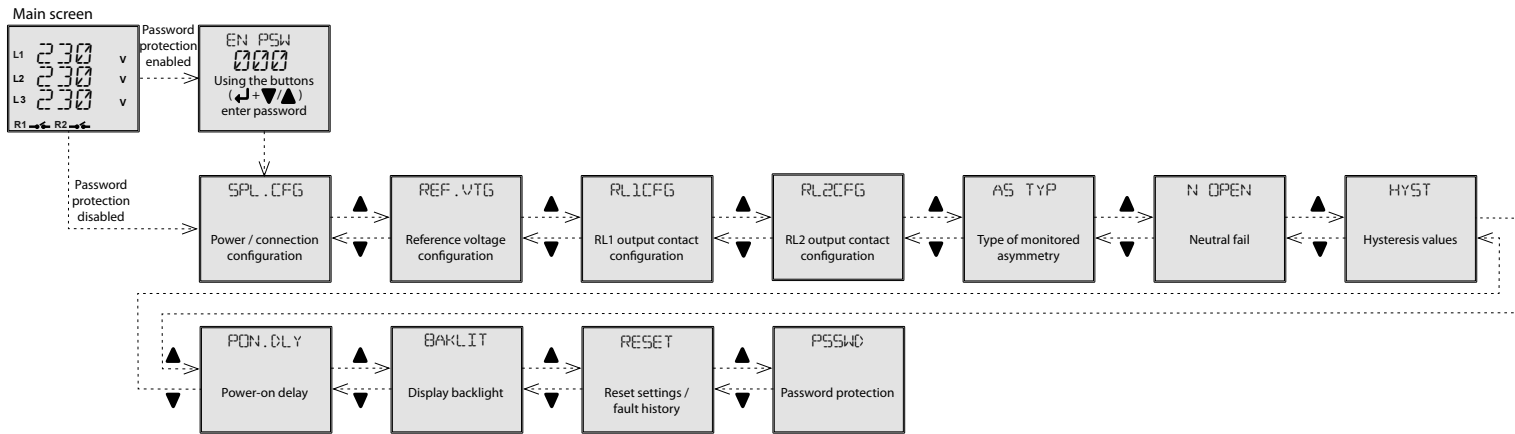 Main screen
L1 230 V
L2 230 V
L3 230 V
R1 R2
Password
protection
enabled
EN PSW
000
Using the buttons
( + / )
enter password
Password
protection
disabled
SPL.CFG
Power / connection
configuration
REF.VTG
Reference voltage
configuration
RL1CFG
RL1 output contact
configuration
RL2CFG
RL2 output contact
configuration
AS TYP
Type of monitored
asymmetry
N OPEN
Neutral fail
HYST
Hysteresis values
PON.DLY
Power-on delay
BAKLIT
Display backlight
RESET
Reset settings /
fault history
PSSWD
Password protection